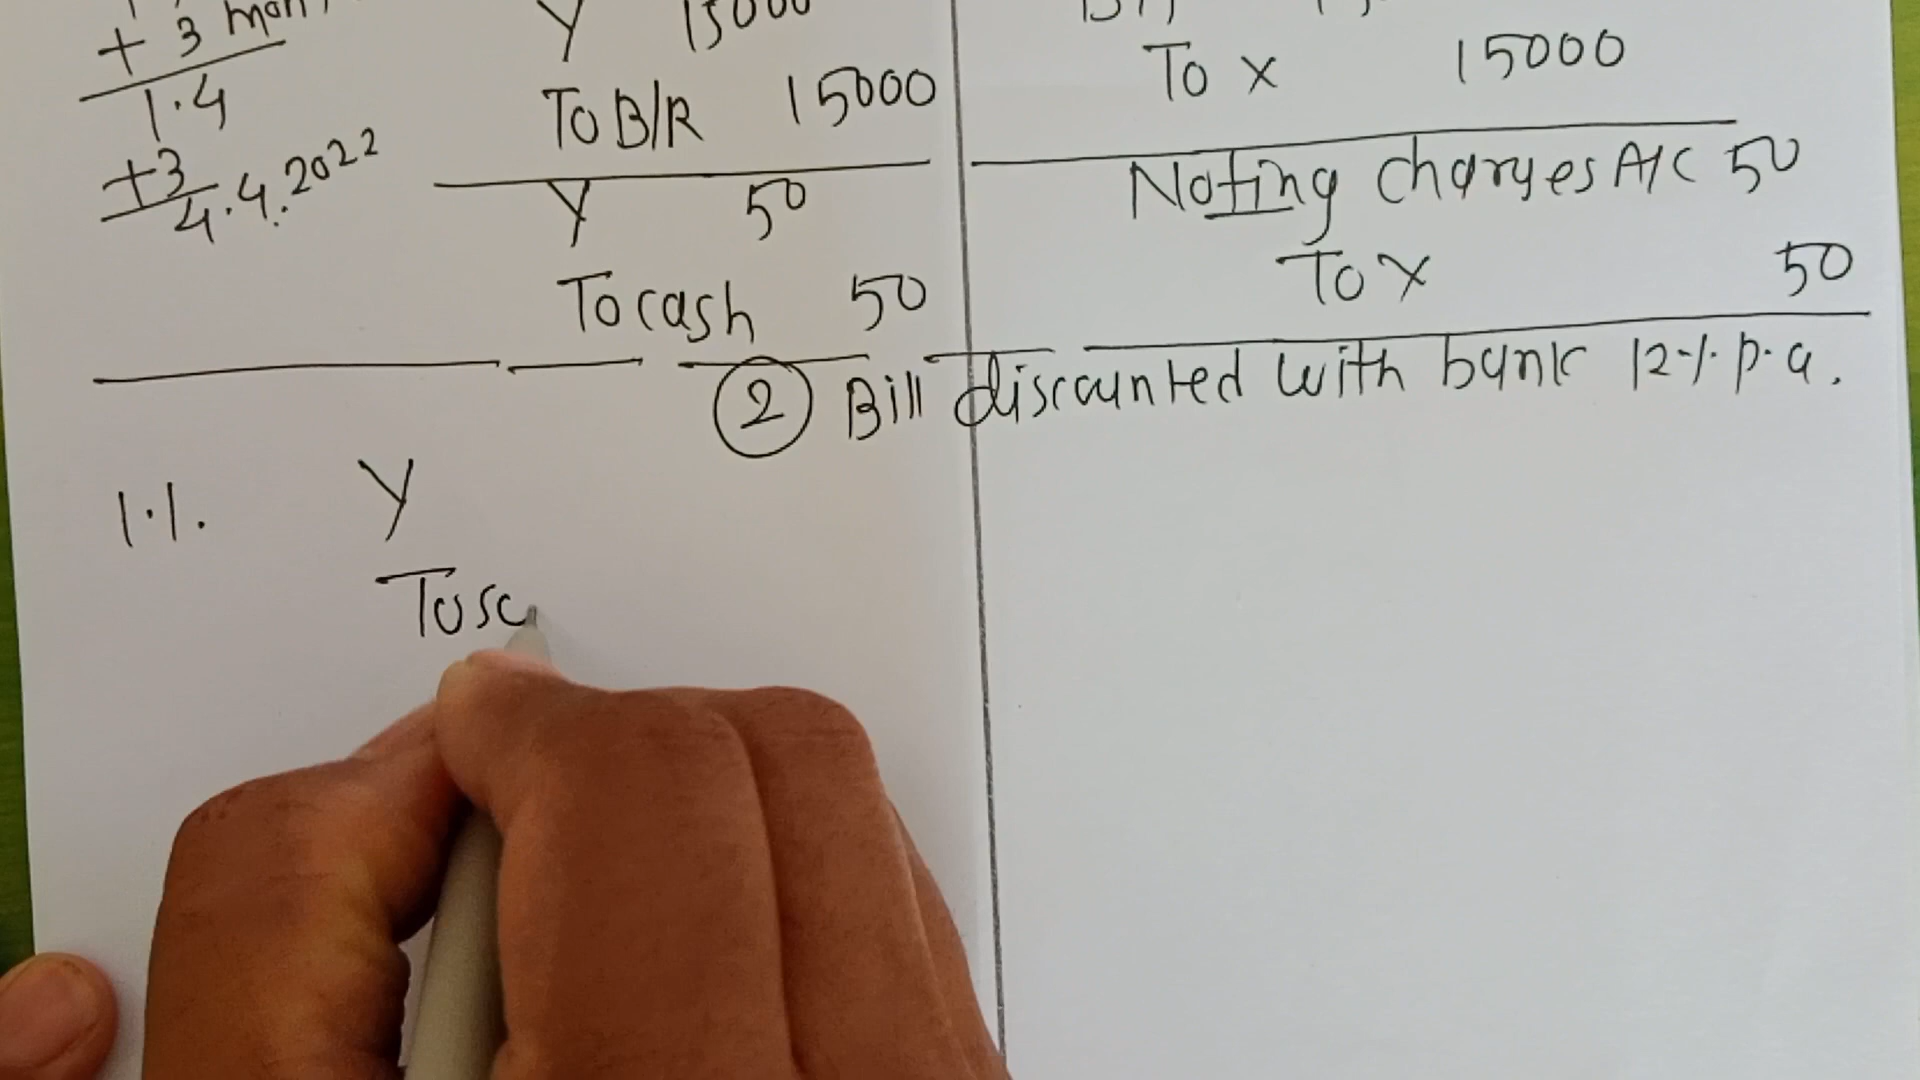 + 3 mon
1.4
+3
4.4.2022
Y 15000
To B/R 15000
Y 50
To cash 50
To X 15000
Noting charges A/C 50
To X 50
2 Bill discounted with bank 12-/. p.a.
1.1. Y
To sa